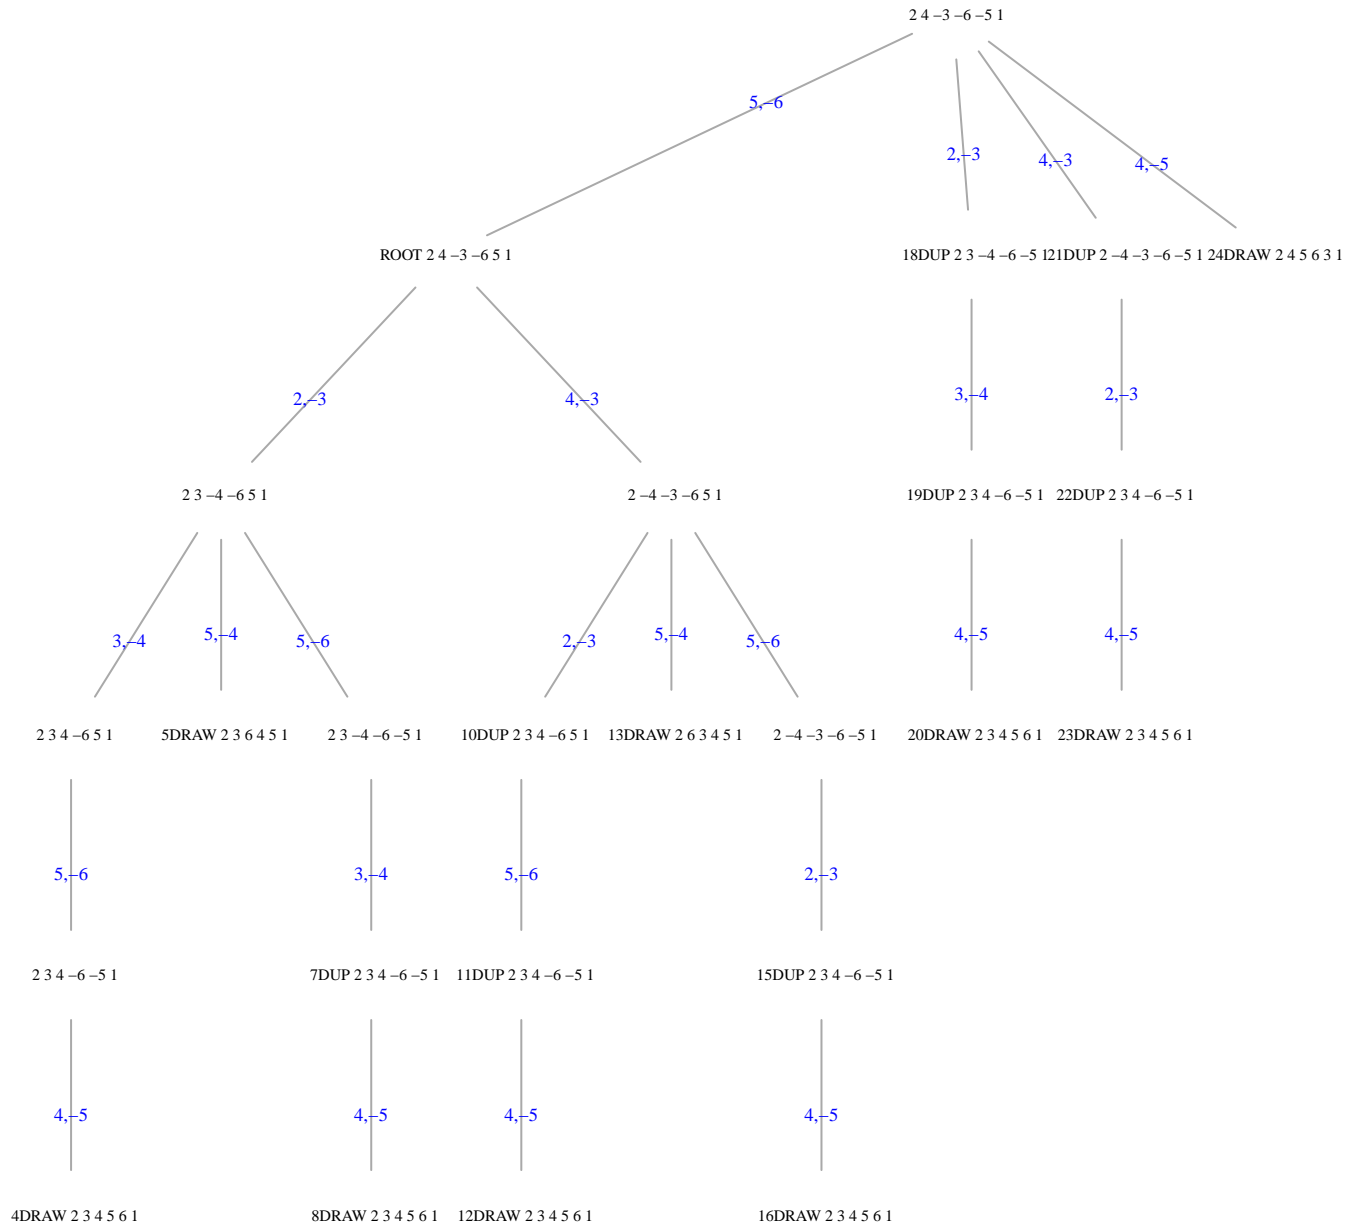 2 4 −3 −6 −5 1
5,−6
2,−3
4,−3
4,−5
ROOT 2 4 −3 −6 5 1
18DUP 2 3 −4 −6 −5 1
21DUP 2 −4 −3 −6 −5 1
24DRAW 2 4 5 6 3 1
2,−3
4,−3
3,−4
2,−3
2 3 −4 −6 5 1
2 −4 −3 −6 5 1
19DUP 2 3 4 −6 −5 1
22DUP 2 3 4 −6 −5 1
3,−4
5,−4
5,−6
2,−3
5,−4
5,−6
4,−5
4,−5
2 3 4 −6 5 1
5DRAW 2 3 6 4 5 1
2 3 −4 −6 −5 1
10DUP 2 3 4 −6 5 1
13DRAW 2 6 3 4 5 1
2 −4 −3 −6 −5 1
20DRAW 2 3 4 5 6 1
23DRAW 2 3 4 5 6 1
5,−6
3,−4
5,−6
2,−3
2 3 4 −6 −5 1
7DUP 2 3 4 −6 −5 1
11DUP 2 3 4 −6 −5 1
15DUP 2 3 4 −6 −5 1
4,−5
4,−5
4,−5
4,−5
4DRAW 2 3 4 5 6 1
8DRAW 2 3 4 5 6 1
12DRAW 2 3 4 5 6 1
16DRAW 2 3 4 5 6 1